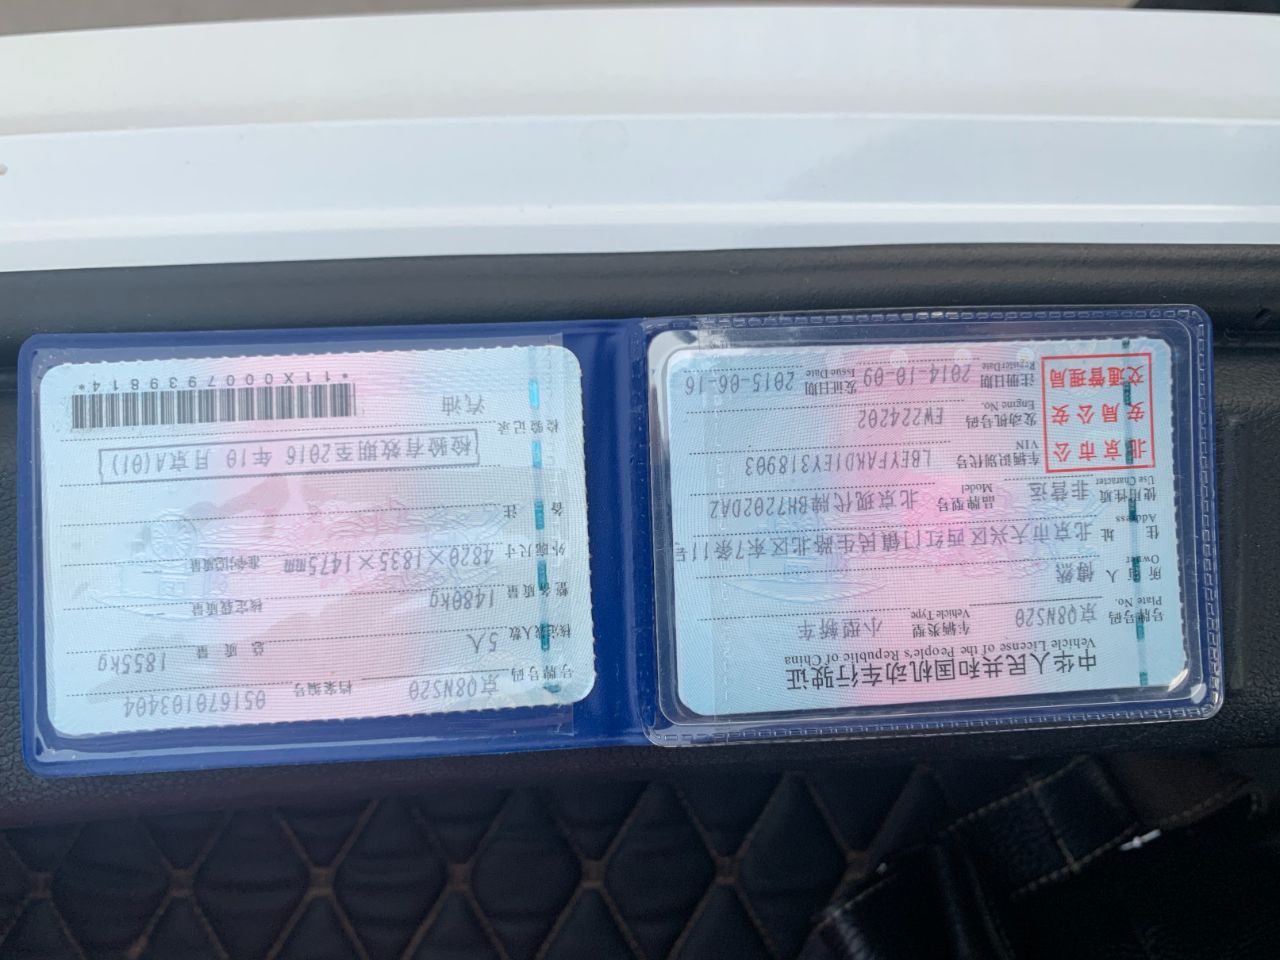 中华人民共和国机动车行驶证
Vehicle License of the People's Republic of China
号牌号码 Plate No. 京Q8NS20 车辆类型 Vehicle Type 小型轿车
所有人 Owner 傅然
住址 Address 北京市大兴区西红门镇民生路北区东7条11号
使用性质 Use Character 非营运 品牌型号 Model 北京现代牌BH7202DAZ
北京市公安局公安交通管理局
车辆识别代号 VIN LBEYFAKD1EY318903
发动机号码 Engine No. EW224202
注册日期 Register Date 2014-10-09 发证日期 Issue Date 2015-06-16
号牌号码 京Q8NS20 档案编号 051670103404
核定载人数 5人 总质量 1855kg
整备质量 1480kg 核定载质量
外廓尺寸 4820×1835×1475mm 准牵引总质量
备注
检验有效期至2016年10月京A(01)
检验记录
汽油
*11X0007939814*